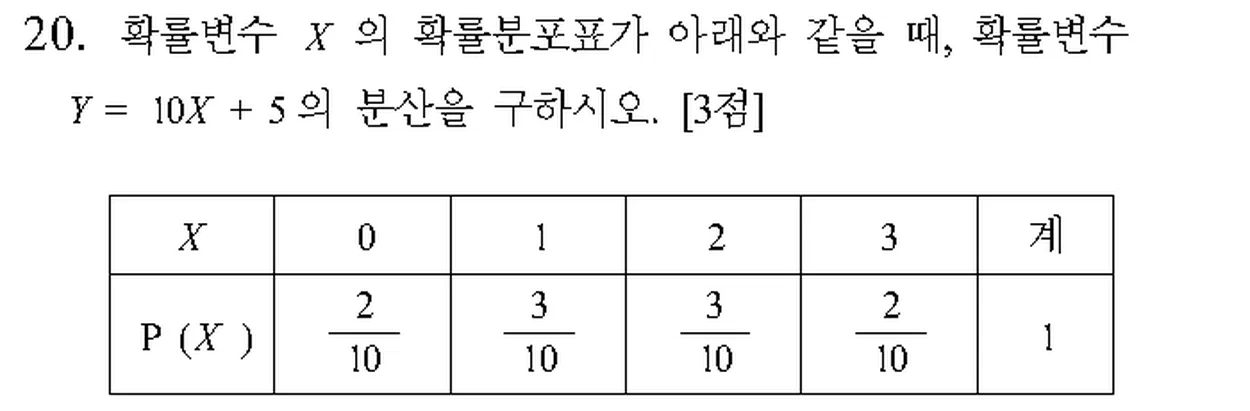 20. 확률변수 X 의 확률분포표가 아래와 같을 때, 확률변수
Y = 10X + 5의 분산을 구하시오. [3점]
X 0 1 2 3 계
P (X ) 2/10 3/10 3/10 2/10 1